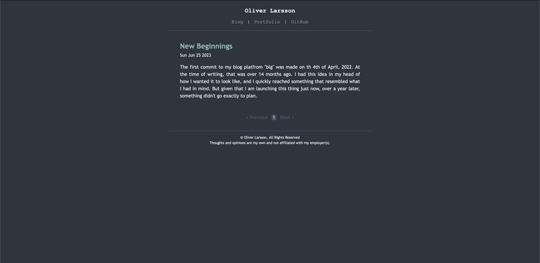 Oliver Larsson
Blog | Portfolio | GitHub
New Beginnings
Sun Jun 25 2023
The first commit to my blog platfrom "big" was made on th 4th of April, 2022. At
the time of writing, that was over 14 months ago. I had this idea in my head of
how I wanted it to look like, and I quickly reached something that resembled what
I had in mind. But given that I am launching this thing just now, over a year later,
something didn't go exactly to plan.
< Previous 1 Next >
© Oliver Larsson, All Rights Reserved
Thoughts and opinions are my own and not affiliated with my employer(s).